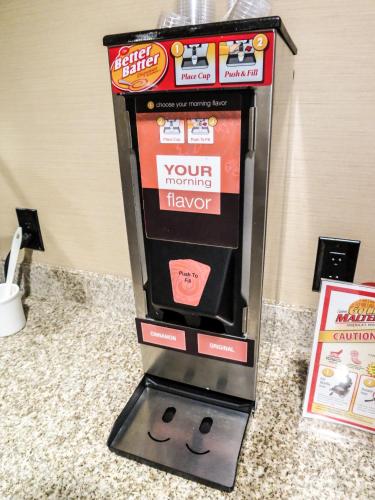 Better
Batter
1
2
Place Cup
Push & Fill
choose your morning flavor
Place Cup
Push To Fill
YOUR
morning
flavor
Push To
Fill
CINNAMON
ORIGINAL
MALTED
CAUTION